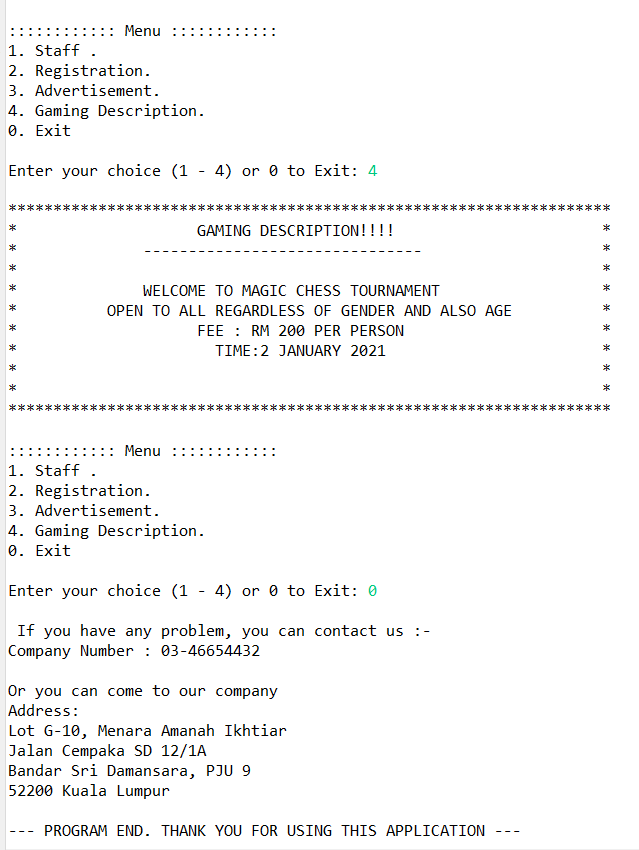 :::::::::::: Menu ::::::::::::
1. Staff .
2. Registration.
3. Advertisement.
4. Gaming Description.
0. Exit
Enter your choice (1 - 4) or 0 to Exit: 4
*******************************************************************
* GAMING DESCRIPTION!!!! *
* ------------------------------- *
* *
* WELCOME TO MAGIC CHESS TOURNAMENT *
* OPEN TO ALL REGARDLESS OF GENDER AND ALSO AGE *
* FEE : RM 200 PER PERSON *
* TIME:2 JANUARY 2021 *
* *
* *
*******************************************************************
:::::::::::: Menu ::::::::::::
1. Staff .
2. Registration.
3. Advertisement.
4. Gaming Description.
0. Exit
Enter your choice (1 - 4) or 0 to Exit: 0
If you have any problem, you can contact us :-
Company Number : 03-46654432
Or you can come to our company
Address:
Lot G-10, Menara Amanah Ikhtiar
Jalan Cempaka SD 12/1A
Bandar Sri Damansara, PJU 9
52200 Kuala Lumpur
--- PROGRAM END. THANK YOU FOR USING THIS APPLICATION ---